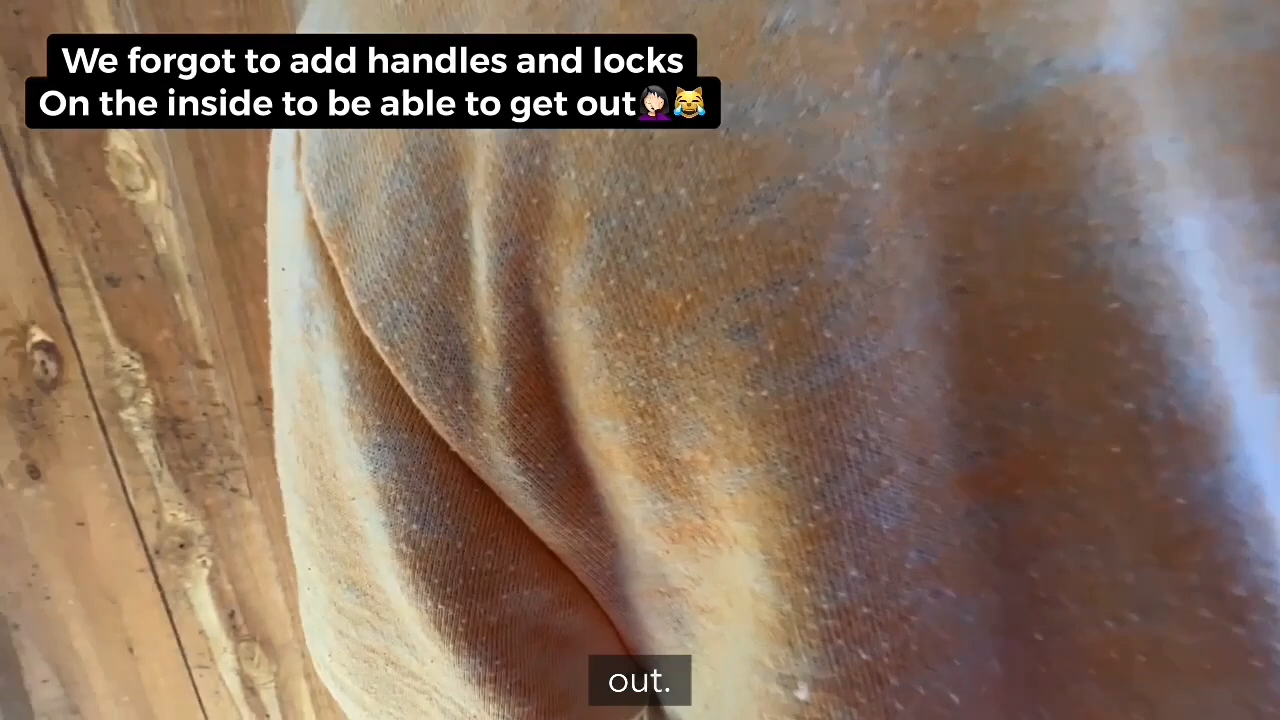 We forgot to add handles and locks
On the inside to be able to get out🤦🏻‍♀️😹
out.